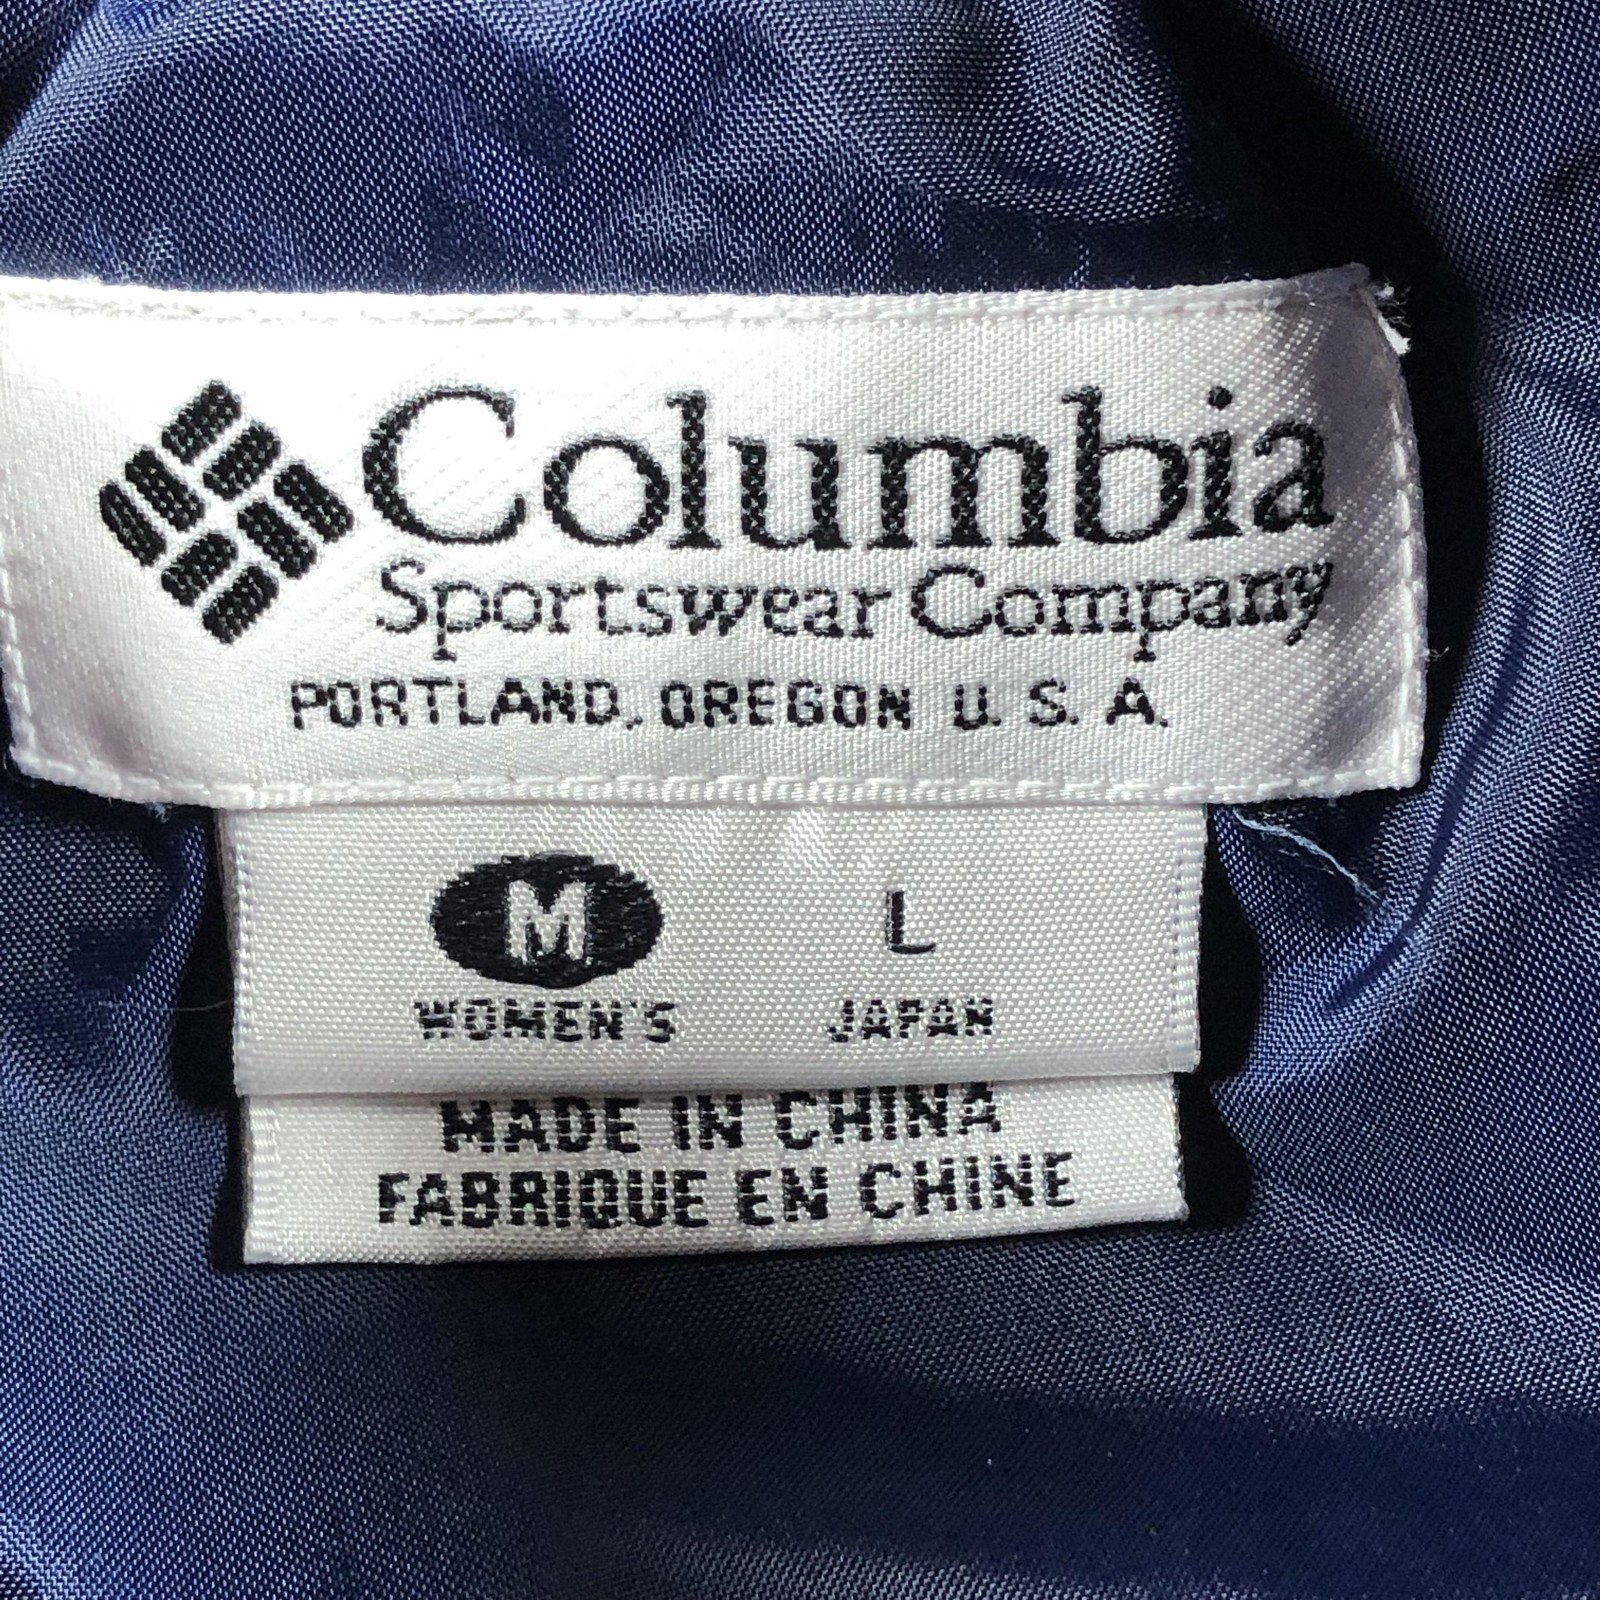 Columbia
Sportswear Company
PORTLAND, OREGON U.S.A.
M L
WOMEN'S JAPAN
MADE IN CHINA
FABRIQUE EN CHINE